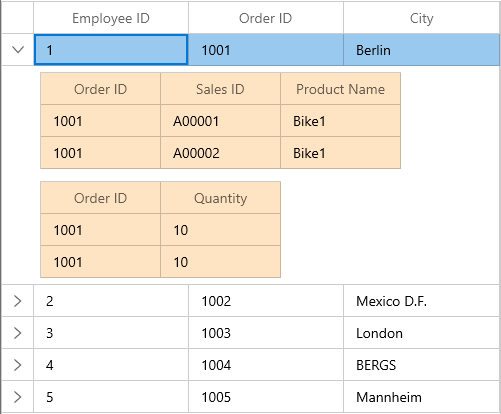 Employee ID Order ID City
1 1001 Berlin
Order ID Sales ID Product Name
1001 A00001 Bike1
1001 A00002 Bike1
Order ID Quantity
1001 10
1001 10
2 1002 Mexico D.F.
3 1003 London
4 1004 BERGS
5 1005 Mannheim